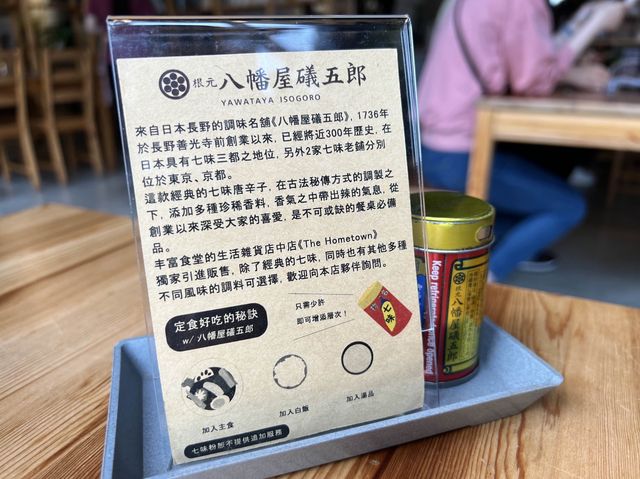 根元 八幡屋礒五郎
YAWATAYA ISOGORO
來自日本長野的調味名舖《八幡屋礒五郎》，1736年
於長野善光寺前創業以來，已經將近300年歷史，在
日本具有七味三都之地位，另外2家七味老舖分別
位於東京、京都。
這款經典的七味唐辛子，在古法秘傳方式的調製之
下，添加多種珍稀香料，香氣之中帶出辣的氣息，從
創業以來深受大家的喜愛，是不可或缺的餐桌必備
品。
丰富食堂的生活雜貨店中店《The Hometown》
獨家引進販售，除了經典的七味，同時也有其他多種
不同風味的調料可選擇，歡迎向本店夥伴詢問。
定食好吃的秘訣
w/ 八幡屋礒五郎
只需少許
即可增添層次！
七味
加入主食
加入白飯
加入湯品
七味粉恕不提供追加服務
Keep refrigerated once opened
根元 八幡屋礒五郎